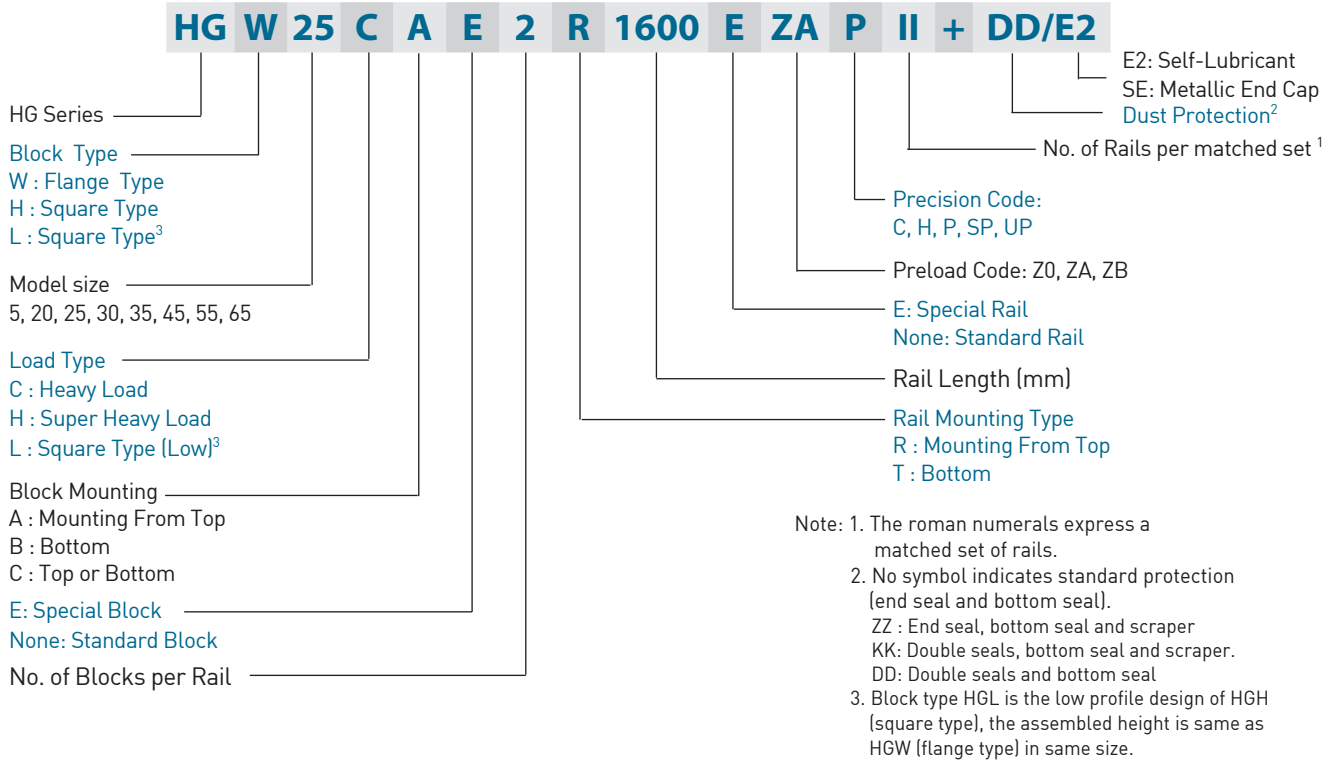 HG W 25 C A E 2 R 1600 E ZA P II + DD/E2
HG Series
Block Type
W : Flange Type
H : Square Type
L : Square Type3
Model size
5, 20, 25, 30, 35, 45, 55, 65
Load Type
C : Heavy Load
H : Super Heavy Load
L : Square Type (Low)3
Block Mounting
A : Mounting From Top
B : Bottom
C : Top or Bottom
E: Special Block
None: Standard Block
No. of Blocks per Rail
E2: Self-Lubricant
SE: Metallic End Cap
Dust Protection2
No. of Rails per matched set 1
Precision Code:
C, H, P, SP, UP
Preload Code: Z0, ZA, ZB
E: Special Rail
None: Standard Rail
Rail Length (mm)
Rail Mounting Type
R : Mounting From Top
T : Bottom
Note: 1. The roman numerals express a
matched set of rails.
2. No symbol indicates standard protection
(end seal and bottom seal).
ZZ : End seal, bottom seal and scraper
KK: Double seals, bottom seal and scraper.
DD: Double seals and bottom seal
3. Block type HGL is the low profile design of HGH
(square type), the assembled height is same as
HGW (flange type) in same size.